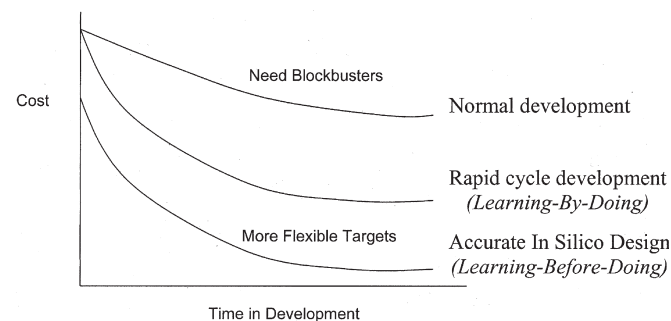 Need Blockbusters
Cost
Normal development
Rapid cycle development
(Learning-By-Doing)
More Flexible Targets
Accurate In Silico Design
(Learning-Before-Doing)
Time in Development